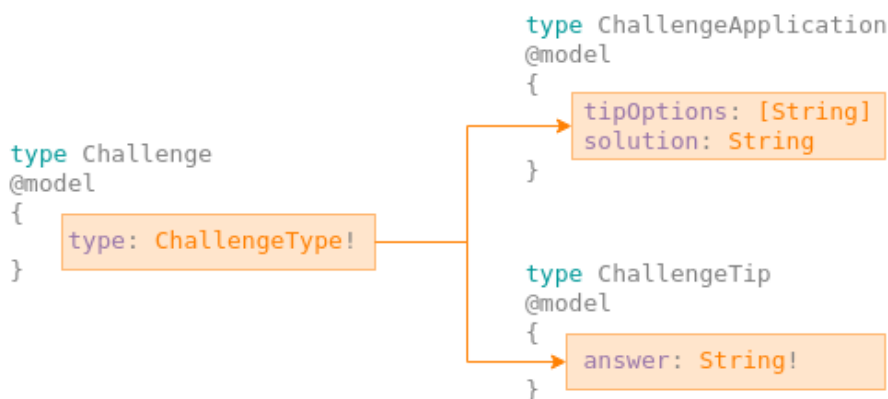 type Challenge
@model
{
type: ChallengeType!
}
type ChallengeApplication
@model
{
tipOptions: [String]
solution: String
}
type ChallengeTip
@model
{
answer: String!
}